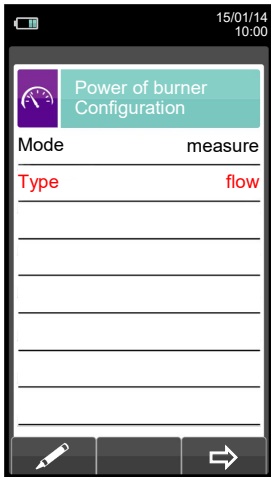 15/01/14
10:00
Power of burner
Configuration
Mode measure
Type flow